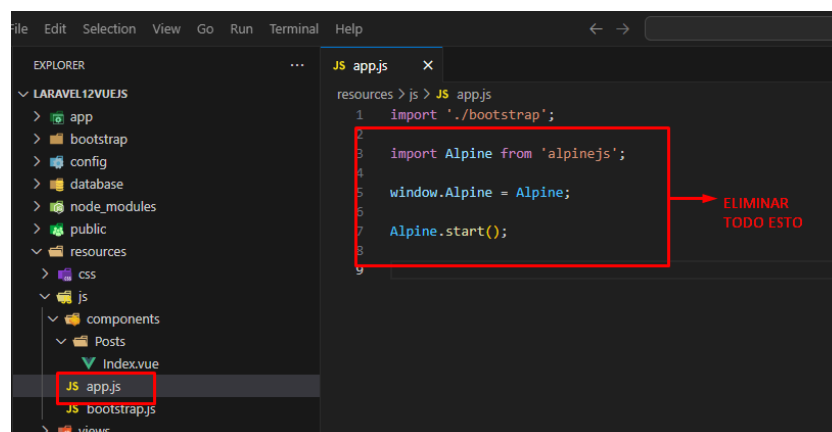 File Edit Selection View Go Run Terminal Help
EXPLORER ...
JS app.js ×
LARAVEL12VUEJS
app
bootstrap
config
database
node_modules
public
resources
css
js
components
Posts
Index.vue
JS app.js
JS bootstrap.js
views
resources > js > JS app.js
1 import './bootstrap';
2
3 import Alpine from 'alpinejs';
4
5 window.Alpine = Alpine;
6
7 Alpine.start();
8
9
ELIMINAR
TODO ESTO